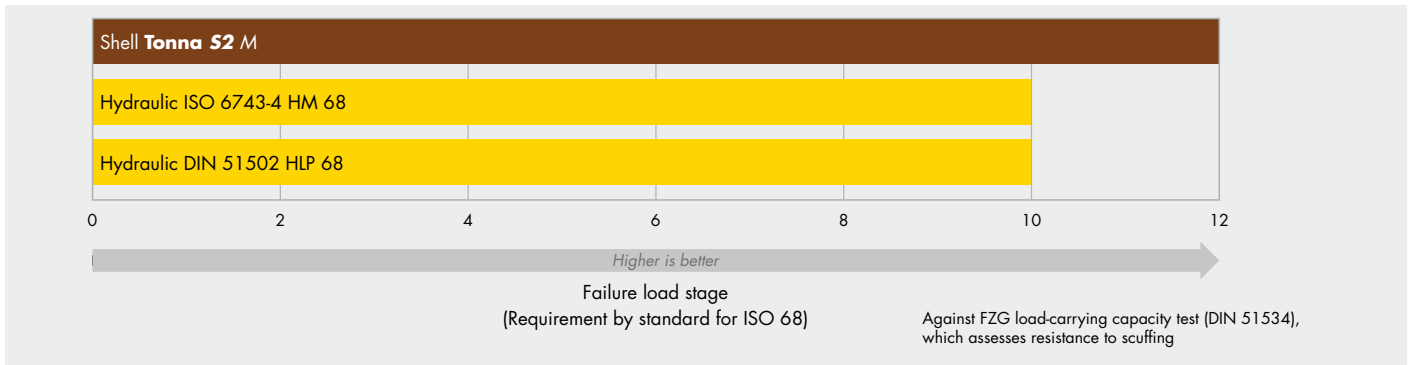 Shell Tonna S2 M
Hydraulic ISO 6743-4 HM 68
Hydraulic DIN 51502 HLP 68
0 2 4 6 8 10 12
Higher is better
Failure load stage
(Requirement by standard for ISO 68)
Against FZG load-carrying capacity test (DIN 51534),
which assesses resistance to scuffing